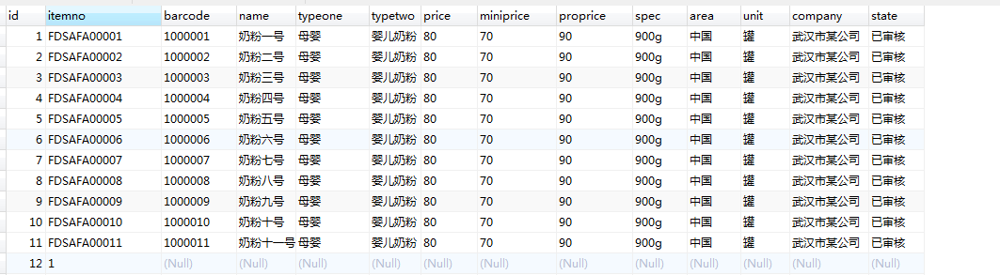 id itemno barcode name typeone typetwo price miniprice proprice spec area unit company state
1 FDSAFA00001 1000001 奶粉一号 母婴 婴儿奶粉 80 70 90 900g 中国 罐 武汉市某公司 已审核
2 FDSAFA00002 1000002 奶粉二号 母婴 婴儿奶粉 80 70 90 900g 中国 罐 武汉市某公司 已审核
3 FDSAFA00003 1000003 奶粉三号 母婴 婴儿奶粉 80 70 90 900g 中国 罐 武汉市某公司 已审核
4 FDSAFA00004 1000004 奶粉四号 母婴 婴儿奶粉 80 70 90 900g 中国 罐 武汉市某公司 已审核
5 FDSAFA00005 1000005 奶粉五号 母婴 婴儿奶粉 80 70 90 900g 中国 罐 武汉市某公司 已审核
6 FDSAFA00006 1000006 奶粉六号 母婴 婴儿奶粉 80 70 90 900g 中国 罐 武汉市某公司 已审核
7 FDSAFA00007 1000007 奶粉七号 母婴 婴儿奶粉 80 70 90 900g 中国 罐 武汉市某公司 已审核
8 FDSAFA00008 1000008 奶粉八号 母婴 婴儿奶粉 80 70 90 900g 中国 罐 武汉市某公司 已审核
9 FDSAFA00009 1000009 奶粉九号 母婴 婴儿奶粉 80 70 90 900g 中国 罐 武汉市某公司 已审核
10 FDSAFA00010 1000010 奶粉十号 母婴 婴儿奶粉 80 70 90 900g 中国 罐 武汉市某公司 已审核
11 FDSAFA00011 1000011 奶粉十一号 母婴 婴儿奶粉 80 70 90 900g 中国 罐 武汉市某公司 已审核
12 1 (Null) (Null) (Null) (Null) (Null) (Null) (Null) (Null) (Null) (Null) (Null) (Null)